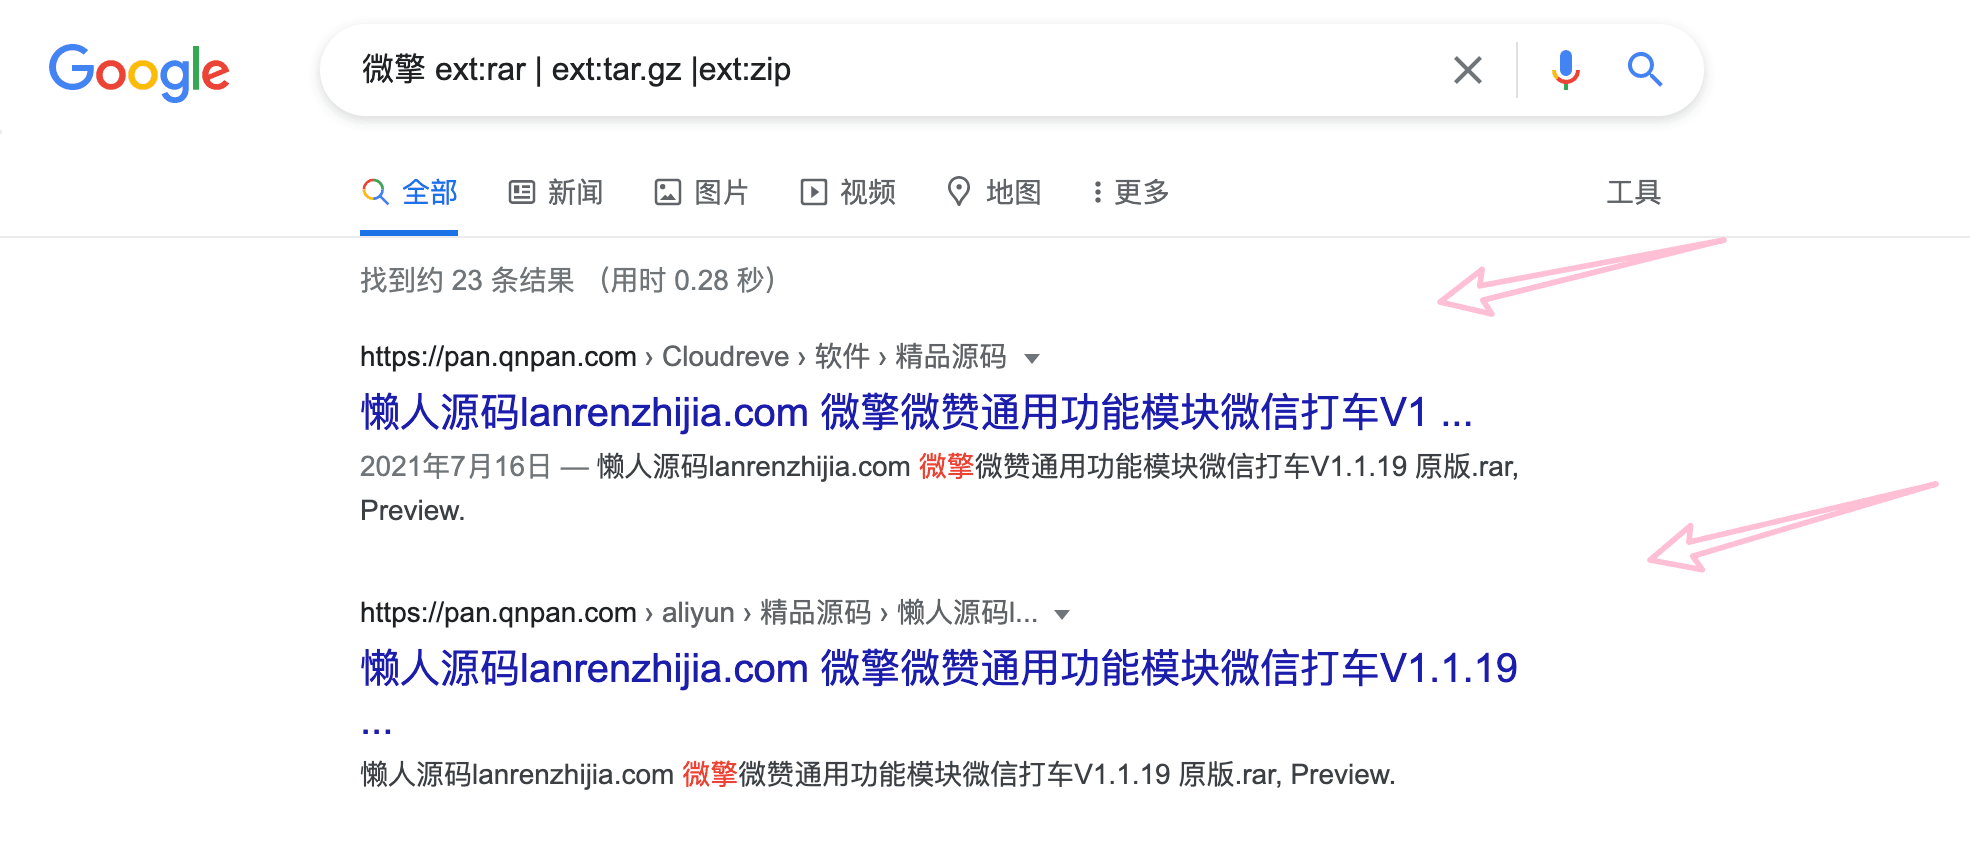 Google
微擎 ext:rar | ext:tar.gz |ext:zip
全部 新闻 图片 视频 地图 更多 工具
找到约 23 条结果 （用时 0.28 秒）
https://pan.qnpan.com › Cloudreve › 软件 › 精品源码
懒人源码lanrenzhijia.com 微擎微赞通用功能模块微信打车V1 ...
2021年7月16日 — 懒人源码lanrenzhijia.com 微擎微赞通用功能模块微信打车V1.1.19 原版.rar,
Preview.
https://pan.qnpan.com › aliyun › 精品源码 › 懒人源码l...
懒人源码lanrenzhijia.com 微擎微赞通用功能模块微信打车V1.1.19
...
懒人源码lanrenzhijia.com 微擎微赞通用功能模块微信打车V1.1.19 原版.rar, Preview.